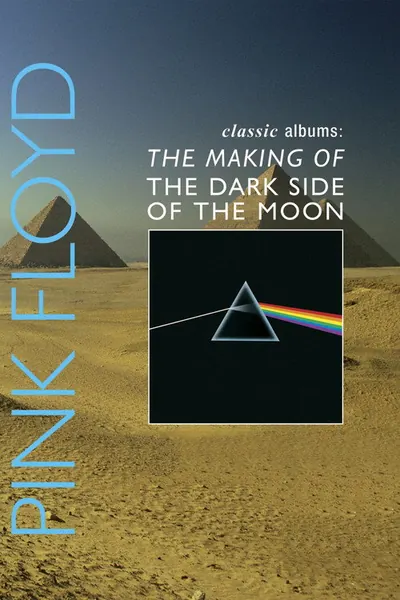 PINK FLOYD
classic albums:
THE MAKING OF
THE DARK SIDE
OF THE MOON